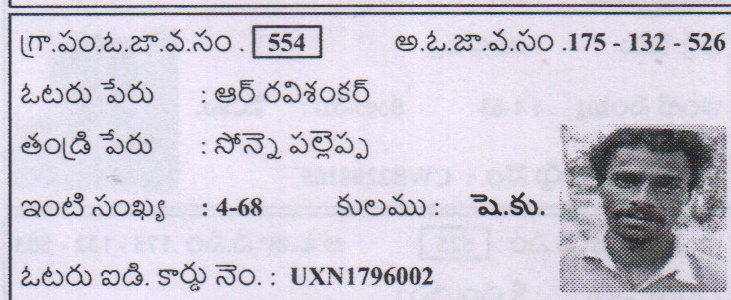 గ్రా.పం.ఓ.జా.వ.సం . 554 అ.ఓ.జా.వ.సం .175 - 132 - 526
ఓటరు పేరు : ఆర్ రవిశంకర్
తండ్రి పేరు : సోన్నె పల్లెప్ప
ఇంటి సంఖ్య : 4-68 కులము : షె.కు.
ఓటరు ఐడి. కార్డు నెం. : UXN1796002